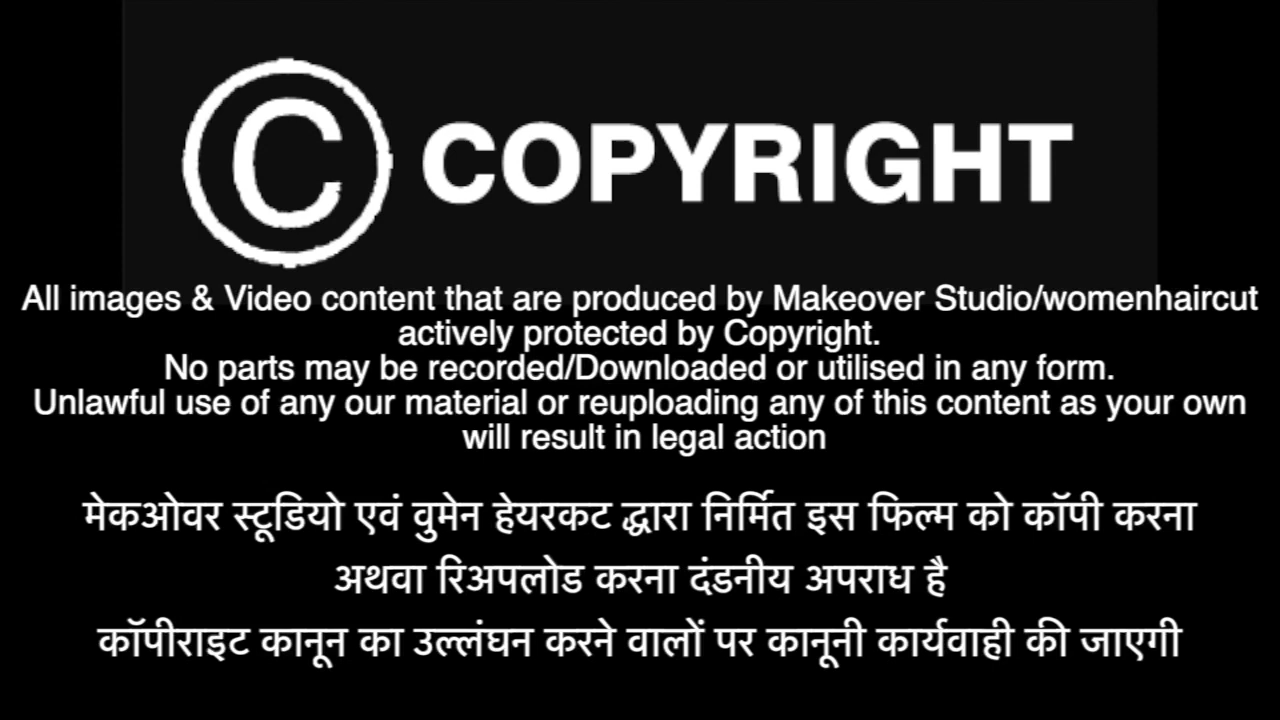 © COPYRIGHT
All images & Video content that are produced by Makeover Studio/womenhaircut
actively protected by Copyright.
No parts may be recorded/Downloaded or utilised in any form.
Unlawful use of any our material or reuploading any of this content as your own
will result in legal action
मेकओवर स्टूडियो एवं वुमेन हेयरकट द्धारा निर्मित इस फिल्म को कॉपी करना
अथवा रिअपलोड करना दंडनीय अपराध है
कॉपीराइट कानून का उल्लंघन करने वालों पर कानूनी कार्यवाही की जाएगी